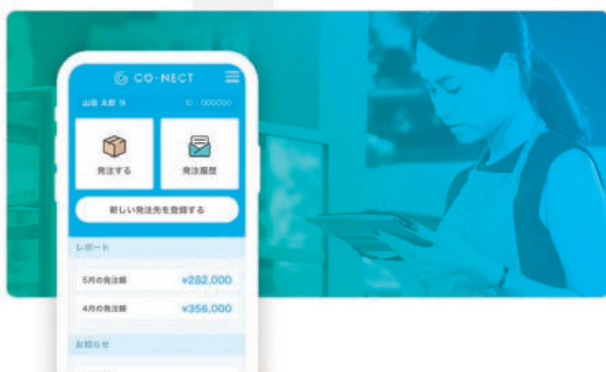 CO-NECT
山田 太郎 様
ID : 000000
発注する
発注履歴
新しい発注先を登録する
レポート
5月の発注額
¥282,000
4月の発注額
¥356,000
お知らせ